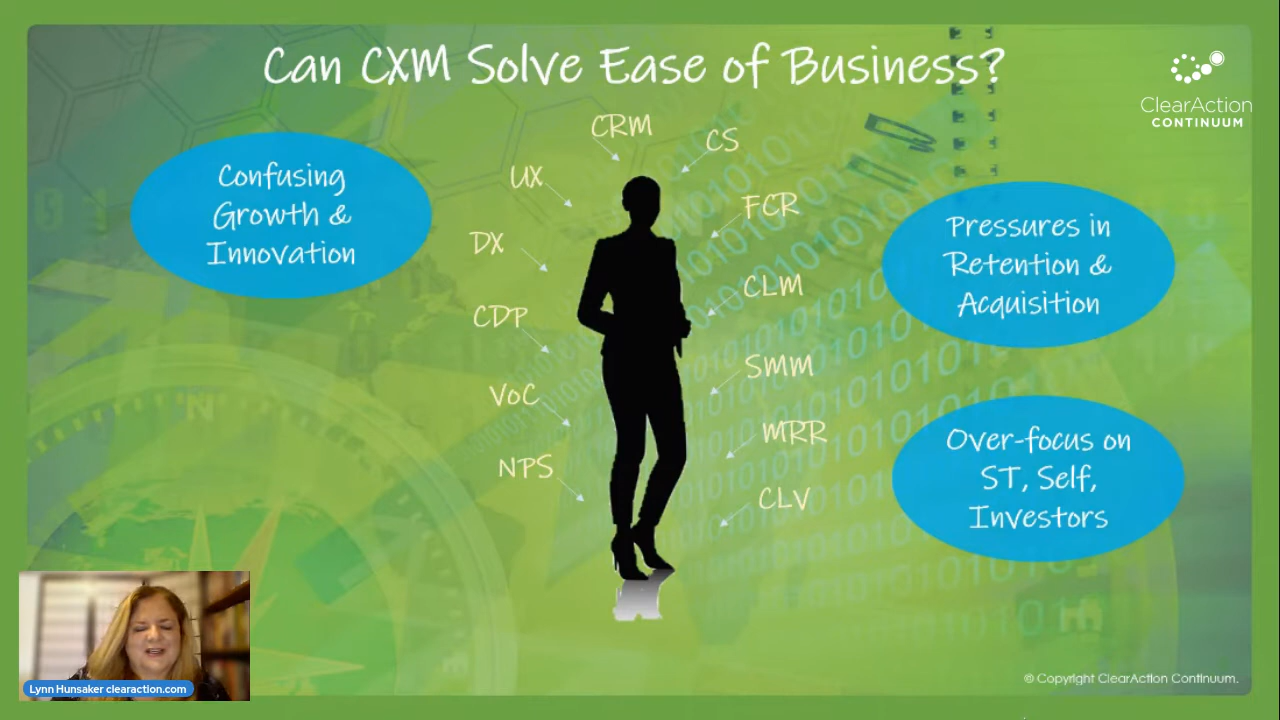 Can CXM Solve Ease of Business?
ClearAction
CONTINUUM
Confusing
Growth &
Innovation
CRM
CS
UX
FCR
DX
CLM
CDP
SMM
VoC
MRR
NPS
CLV
Pressures in
Retention &
Acquisition
Over-focus on
ST, Self,
Investors
Lynn Hunsaker clearaction.com
© Copyright ClearAction Continuum.